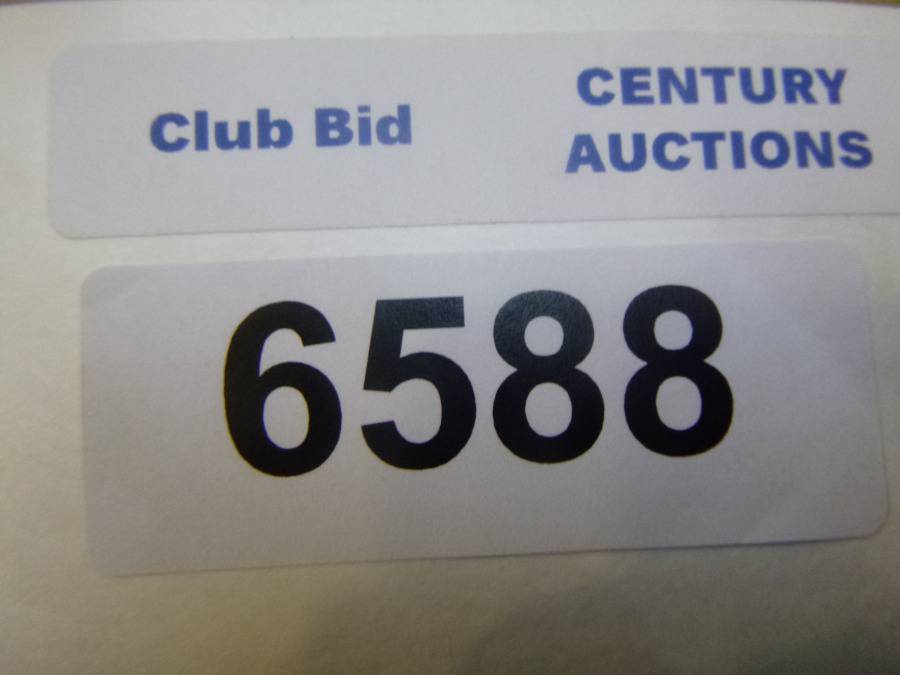 Club Bid
CENTURY
AUCTIONS
6588